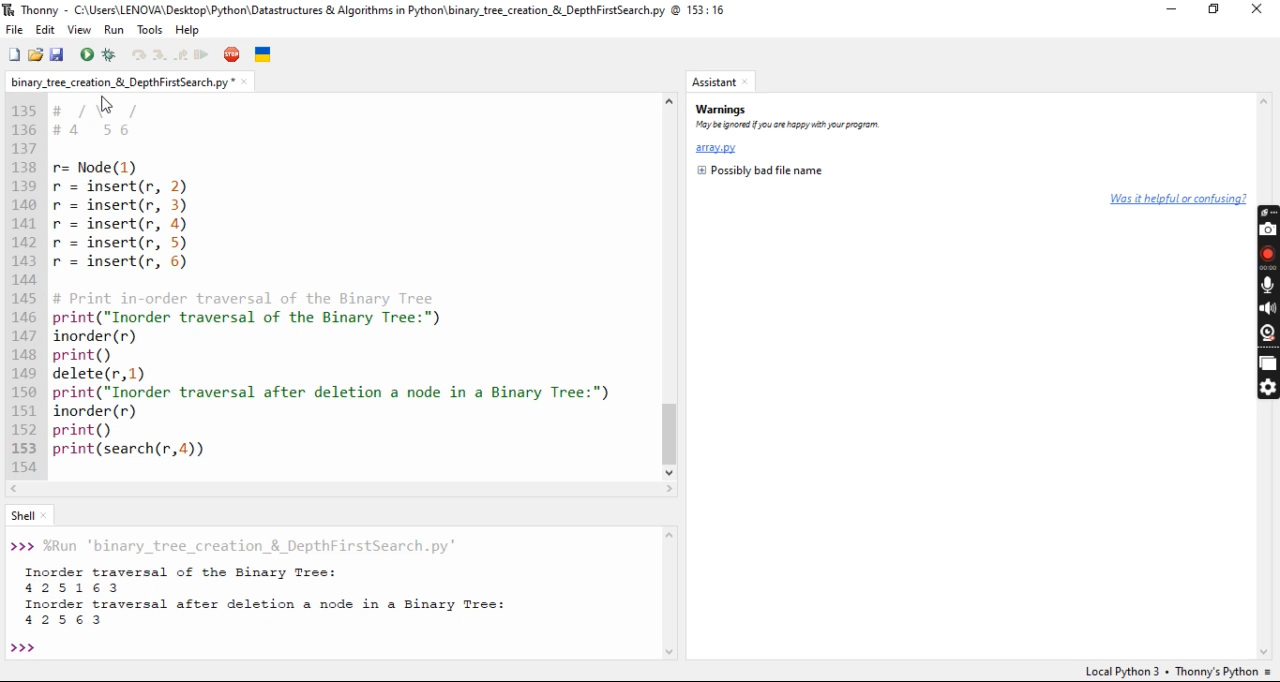 Thonny - C:\Users\LENOVA\Desktop\Python\Datastructures & Algorithms in Python\binary_tree_creation_&_DepthFirstSearch.py @ 153 : 16
File Edit View Run Tools Help
STOP
binary_tree_creation_&_DepthFirstSearch.py *
135 # / \ /
136 # 4 5 6
137
138 r= Node(1)
139 r = insert(r, 2)
140 r = insert(r, 3)
141 r = insert(r, 4)
142 r = insert(r, 5)
143 r = insert(r, 6)
144
145 # Print in-order traversal of the Binary Tree
146 print("Inorder traversal of the Binary Tree:")
147 inorder(r)
148 print()
149 delete(r,1)
150 print("Inorder traversal after deletion a node in a Binary Tree:")
151 inorder(r)
152 print()
153 print(search(r,4))
154
Shell
>>> %Run 'binary_tree_creation_&_DepthFirstSearch.py'
Inorder traversal of the Binary Tree:
4 2 5 1 6 3
Inorder traversal after deletion a node in a Binary Tree:
4 2 5 6 3
>>>
Assistant
Warnings
May be ignored if you are happy with your program.
array.py
Possibly bad file name
Was it helpful or confusing?
00:00
Local Python 3 • Thonny's Python ≡